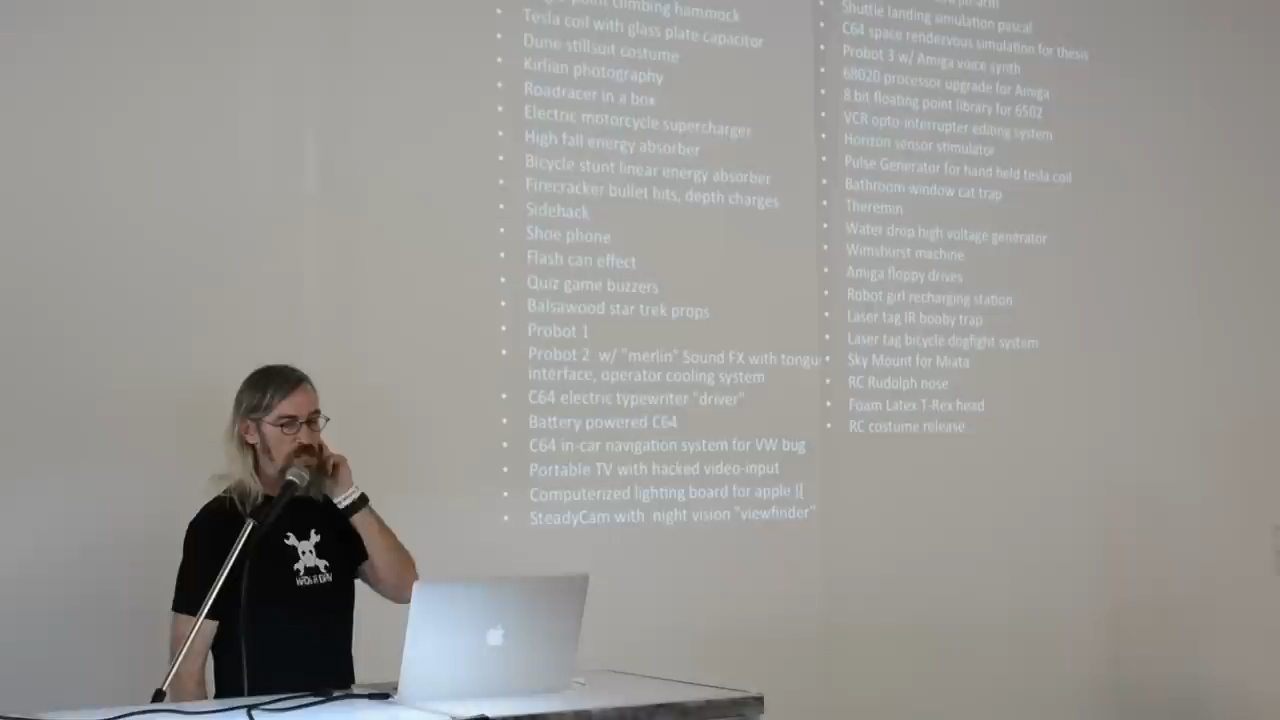 climbing hammock
Tesla coil with glass plate capacitor
Dune stillsuit costume
Kirlian photography
Roadracer in a box
Electric motorcycle supercharger
High fall energy absorber
Bicycle stunt linear energy absorber
Firecracker bullet hits, depth charges
Sidehack
Shoe phone
Flash can effect
Quiz game buzzers
Balsawood star trek props
Probot 1
Probot 2 w/ "merlin" Sound FX with tongu
interface, operator cooling system
C64 electric typewriter "driver"
Battery powered C64
C64 in-car navigation system for VW bug
Portable TV with hacked video-input
Computerized lighting board for apple ][
SteadyCam with night vision "viewfinder"
Shuttle landing simulation pascal
C64 space rendezvous simulation for thesis
Probot 3 w/ Amiga voice synth
68020 processor upgrade for Amiga
8 bit floating point library for 6502
VCR opto-interrupter editing system
Horizon sensor stimulator
Pulse Generator for hand held tesla coil
Bathroom window cat trap
Theremin
Water drop high voltage generator
Wimshurst machine
Amiga floppy drives
Robot girl recharging station
Laser tag IR booby trap
Laser tag bicycle dogfight system
Sky Mount for Miata
RC Rudolph nose
Foam Latex T-Rex head
RC costume release